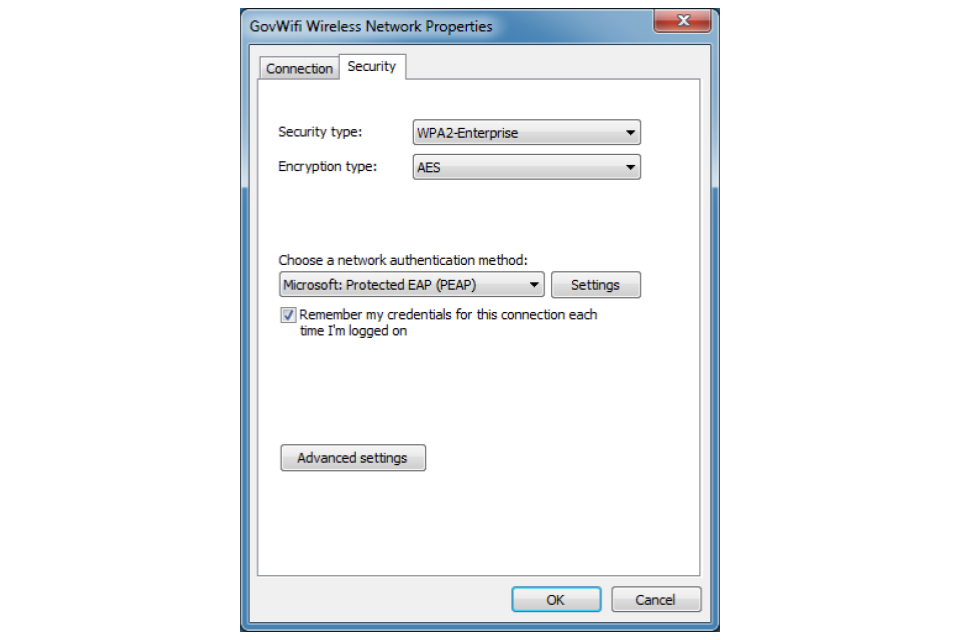 GovWifi Wireless Network Properties
Connection
Security
Security type:
WPA2-Enterprise
Encryption type:
AES
Choose a network authentication method:
Microsoft: Protected EAP (PEAP)
Settings
Remember my credentials for this connection each
time I'm logged on
Advanced settings
OK
Cancel